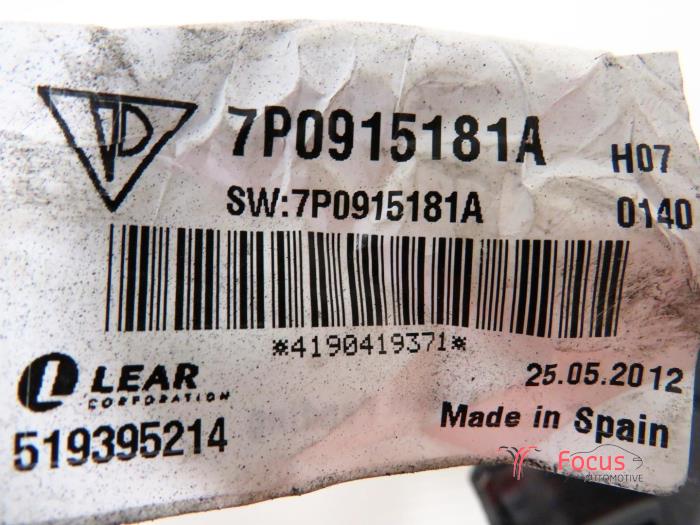 7P0915181A
H07
SW:7P0915181A
0140
*4190419371*
LEAR
CORPORATION
25.05.2012
519395214
Made in Spain
Focus
AUTOMOTIVE